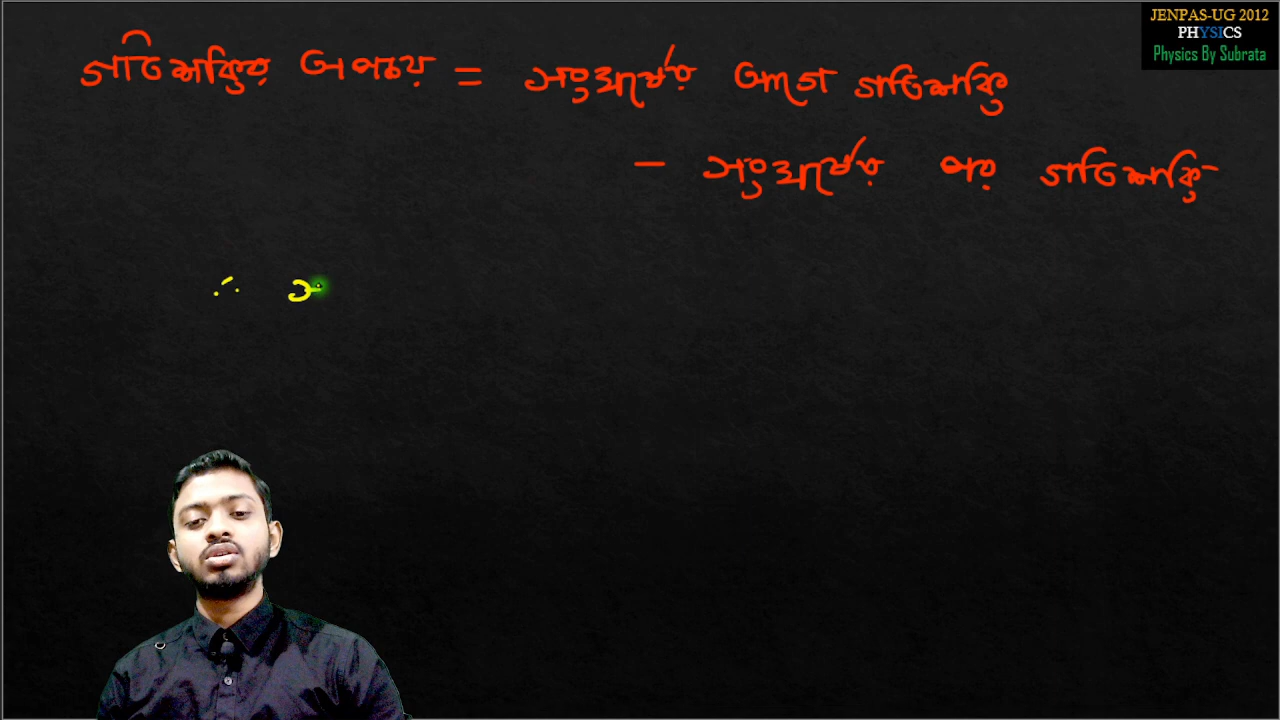 JENPAS-UG 2012
PHYSICS
Physics By Subrata
গতিশক্তির অপচয় = সংঘর্ষের আগে গতিশক্তি
− সংঘর্ষের পর গতিশক্তি
∴